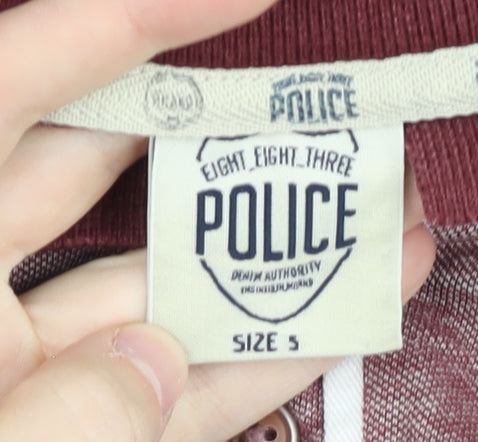 EIGHT_EIGHT_THREE
POLICE
EIGHT_EIGHT_THREE
POLICE
DENIM AUTHORITY
SIZE S